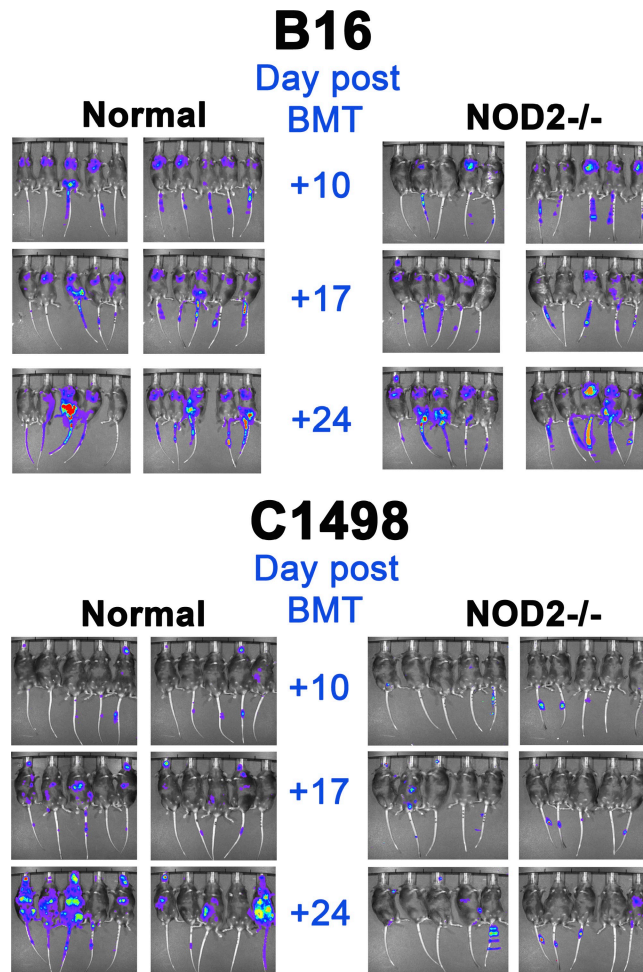 B16
Day post
Normal BMT NOD2-/-
+10
+17
+24
C1498
Day post
Normal BMT NOD2-/-
+10
+17
+24